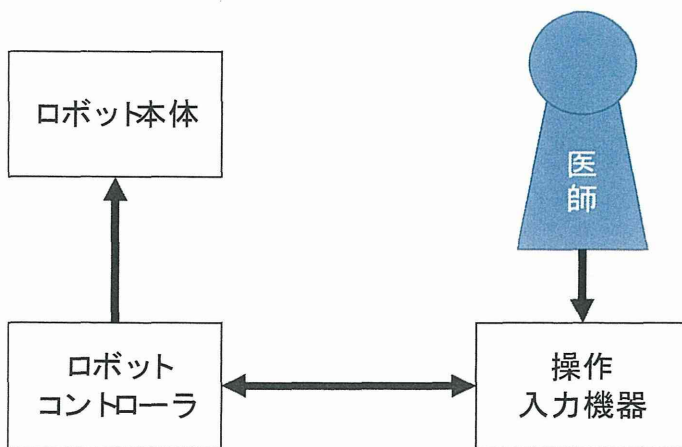 ロボット本体
医
師
ロボット
コントローラ
操作
入力機器